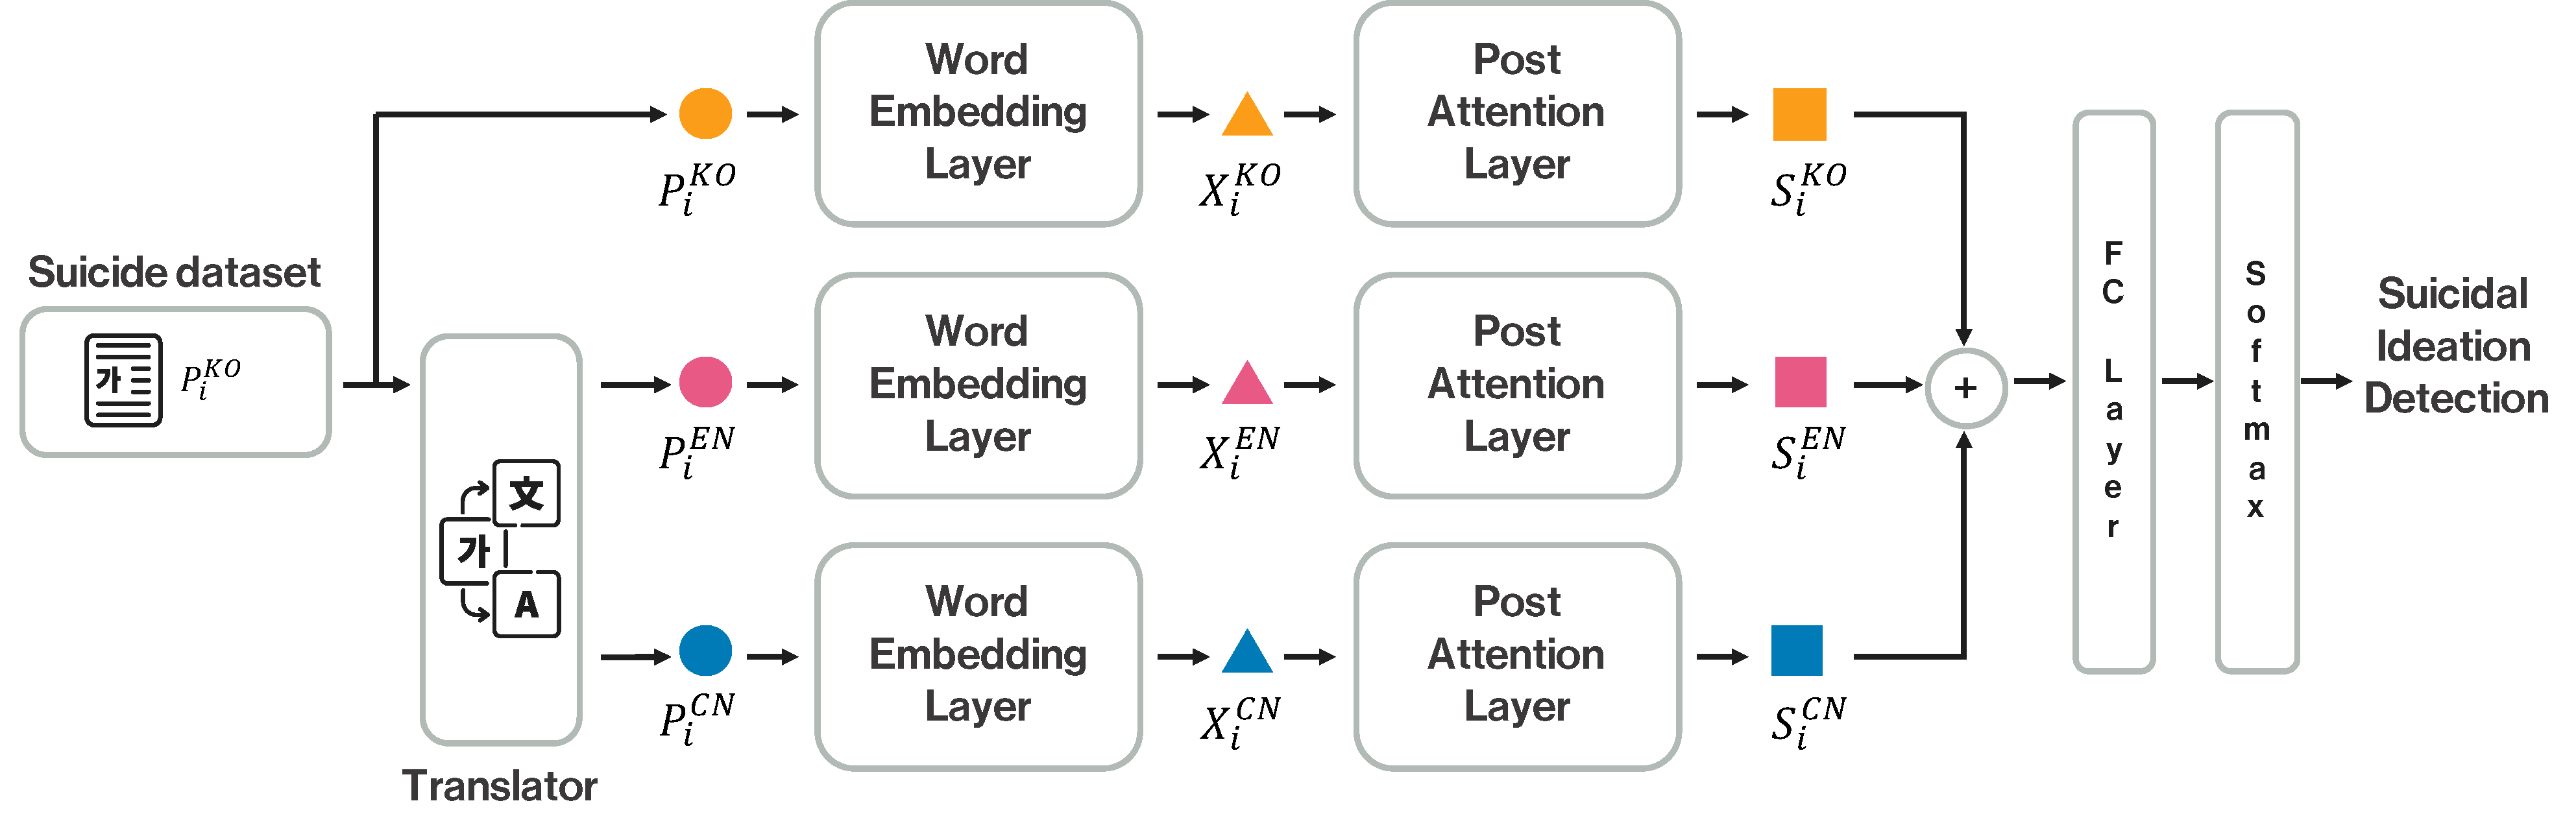 Suicide dataset
가
P_i^{KO}
Translator
文
가
A
P_i^{KO}
Word
Embedding
Layer
X_i^{KO}
Post
Attention
Layer
S_i^{KO}
P_i^{EN}
Word
Embedding
Layer
X_i^{EN}
Post
Attention
Layer
S_i^{EN}
P_i^{CN}
Word
Embedding
Layer
X_i^{CN}
Post
Attention
Layer
S_i^{CN}
+
FC Layer
Softmax
Suicidal
Ideation
Detection